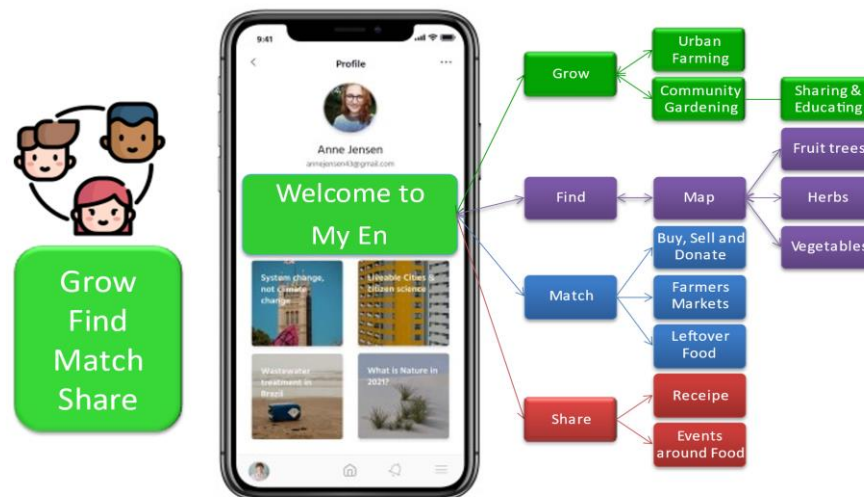 Grow
Find
Match
Share
9:41
Profile
Anne Jensen
annejensen43@gmail.com
Welcome to
My En
System change,
not climate
change
Liveable Cities &
citizen science
Wastewater
treatment in
Brazil
What is Nature in
2021?
Grow
Urban
Farming
Community
Gardening
Sharing &
Educating
Find
Map
Fruit trees
Herbs
Vegetables
Match
Buy, Sell and
Donate
Farmers
Markets
Leftover
Food
Share
Receipe
Events
around Food